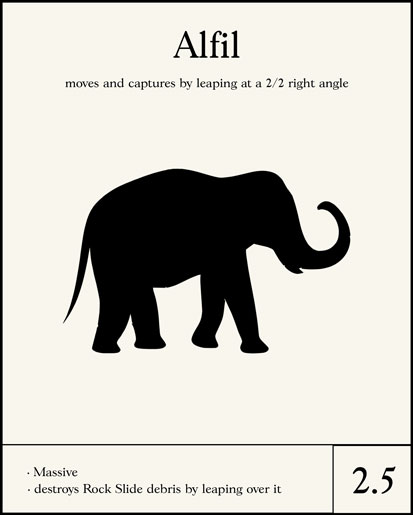 Alfil
moves and captures by leaping at a 2/2 right angle
· Massive
· destroys Rock Slide debris by leaping over it
2.5